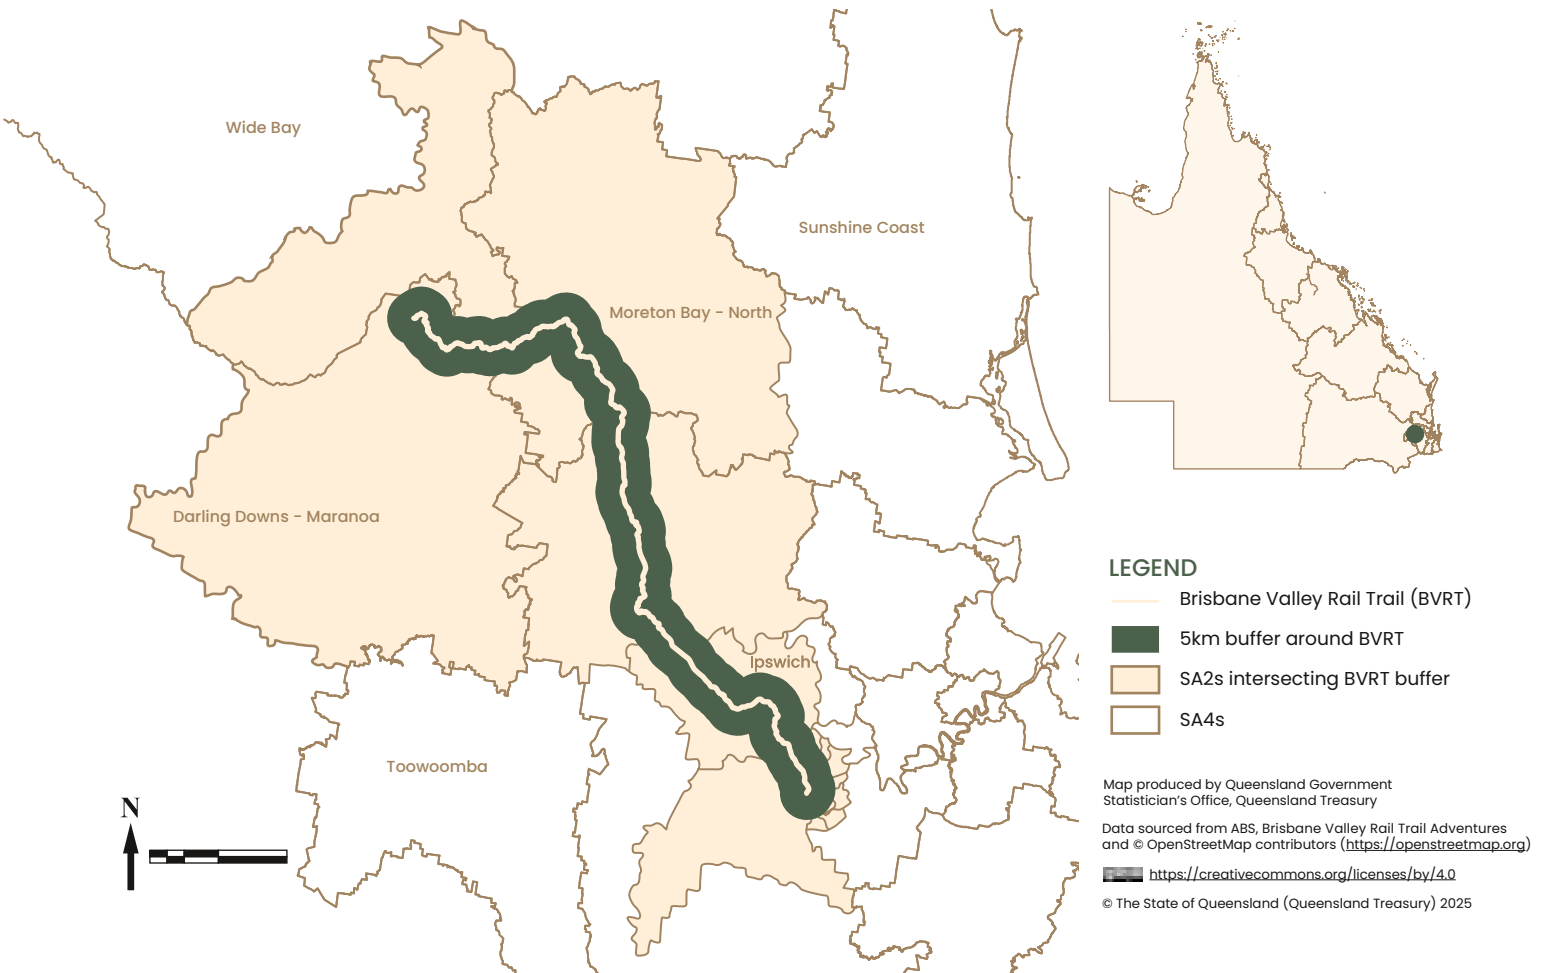 Wide Bay
Sunshine Coast
Moreton Bay - North
Darling Downs - Maranoa
Ipswich
Toowoomba
N
LEGEND
Brisbane Valley Rail Trail (BVRT)
5km buffer around BVRT
SA2s intersecting BVRT buffer
SA4s
Map produced by Queensland Government
Statistician's Office, Queensland Treasury
Data sourced from ABS, Brisbane Valley Rail Trail Adventures
and © OpenStreetMap contributors (https://openstreetmap.org)
https://creativecommons.org/licenses/by/4.0
© The State of Queensland (Queensland Treasury) 2025